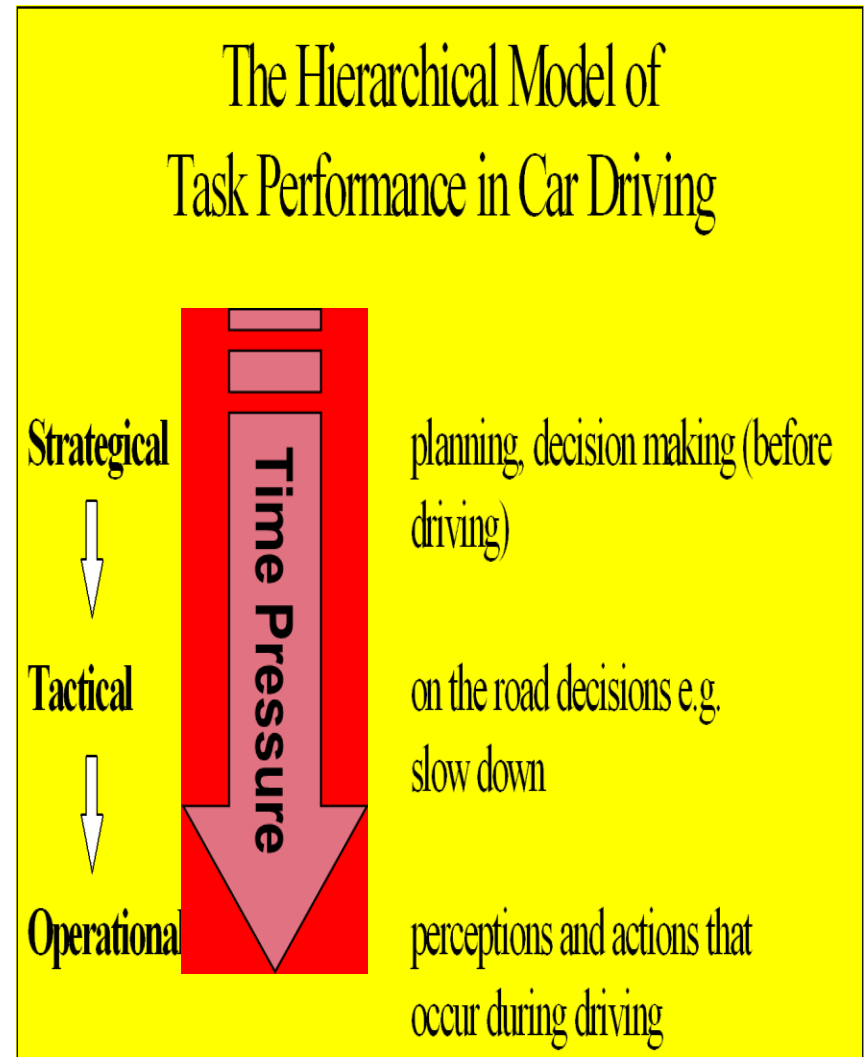 The Hierarchical Model of
Task Performance in Car Driving
Strategical
planning, decision making (before
driving)
Time Pressure
Tactical
on the road decisions e.g.
slow down
Operational
perceptions and actions that
occur during driving